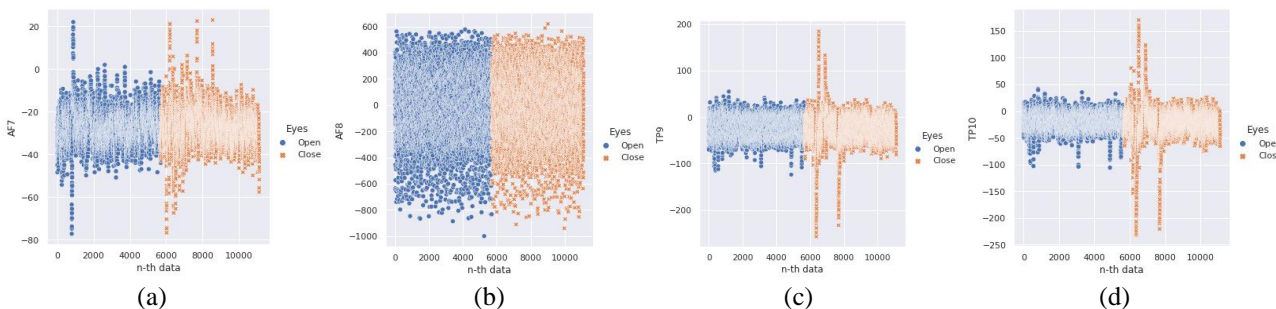 20
0
−20
−40
−60
−80
AF7
0 2000 4000 6000 8000 10000
n-th data
Eyes
Open
Close
(a)
600
400
200
0
−200
−400
−600
−800
−1000
AF8
0 2000 4000 6000 8000 10000
n-th data
Eyes
Open
Close
(b)
200
100
0
−100
−200
TP9
0 2000 4000 6000 8000 10000
n-th data
Eyes
Open
Close
(c)
150
100
50
0
−50
−100
−150
−200
−250
TP10
0 2000 4000 6000 8000 10000
n-th data
Eyes
Open
Close
(d)